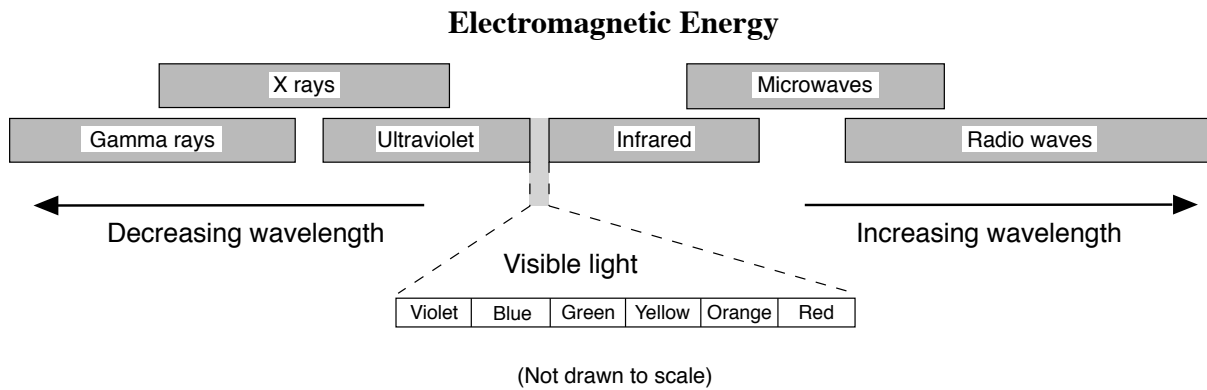 Electromagnetic Energy
X rays
Microwaves
Gamma rays
Ultraviolet
Infrared
Radio waves
Decreasing wavelength
Increasing wavelength
Visible light
Violet
Blue
Green
Yellow
Orange
Red
(Not drawn to scale)